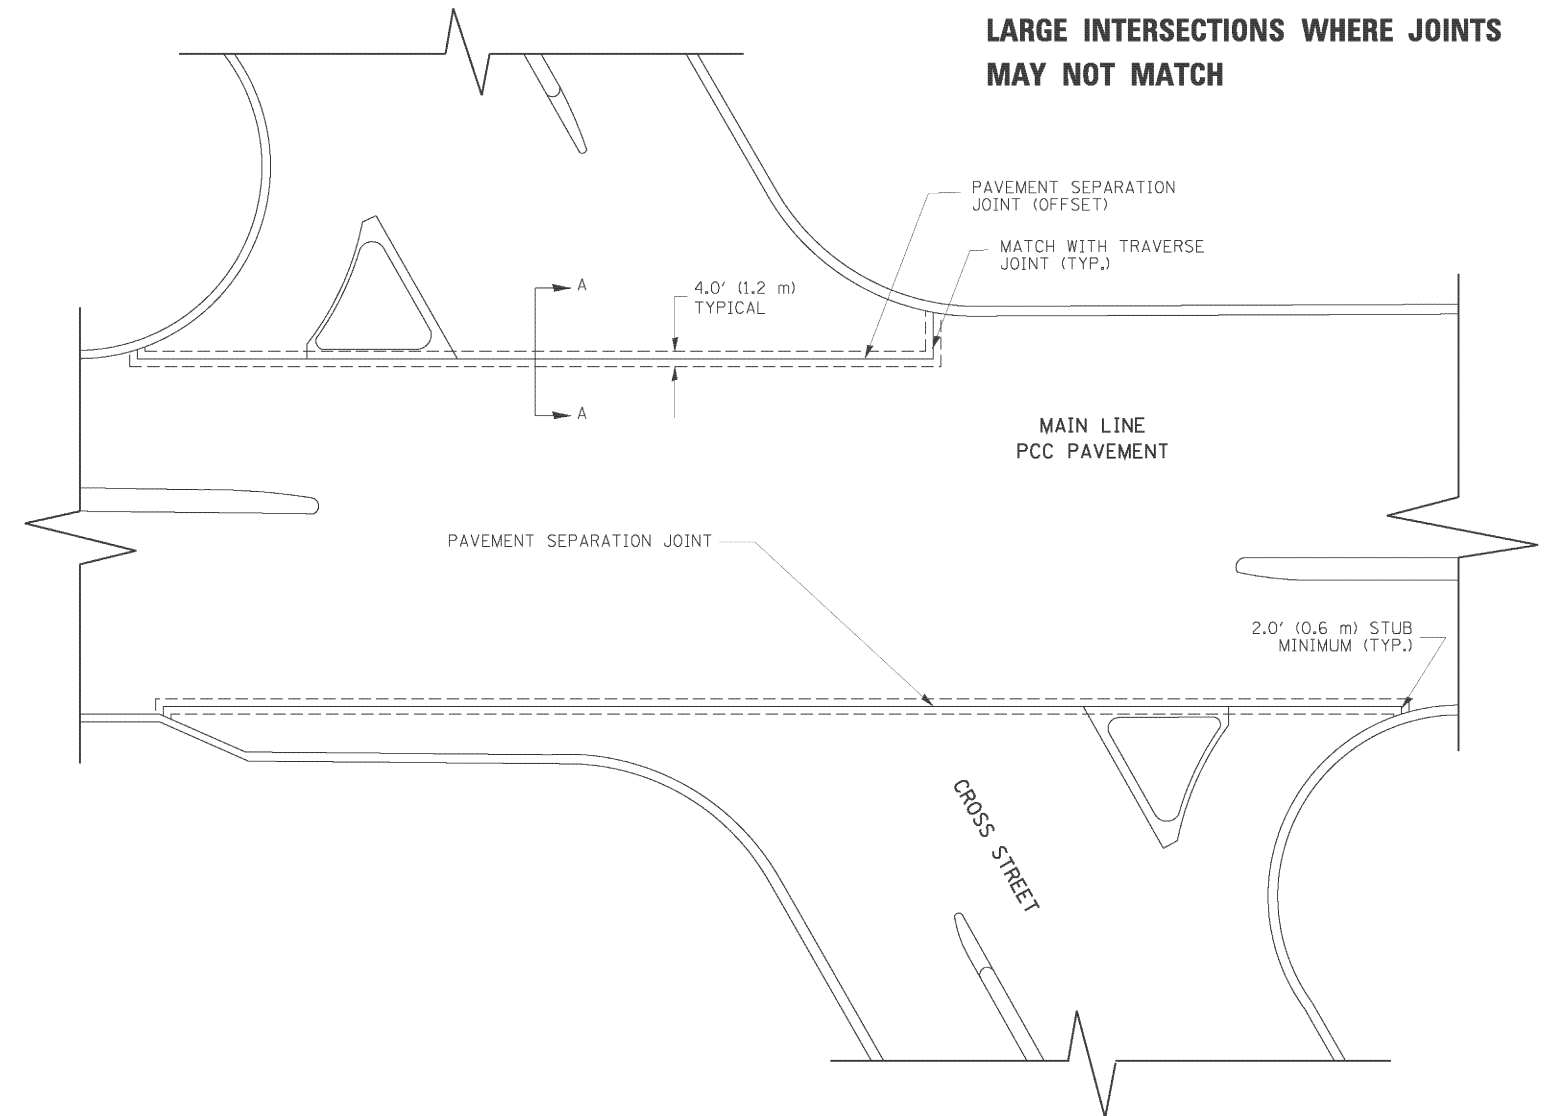 LARGE INTERSECTIONS WHERE JOINTS
MAY NOT MATCH
PAVEMENT SEPARATION
JOINT (OFFSET)
MATCH WITH TRAVERSE
JOINT (TYP.)
A
4.0' (1.2 m)
TYPICAL
A
MAIN LINE
PCC PAVEMENT
PAVEMENT SEPARATION JOINT
2.0' (0.6 m) STUB
MINIMUM (TYP.)
CROSS STREET